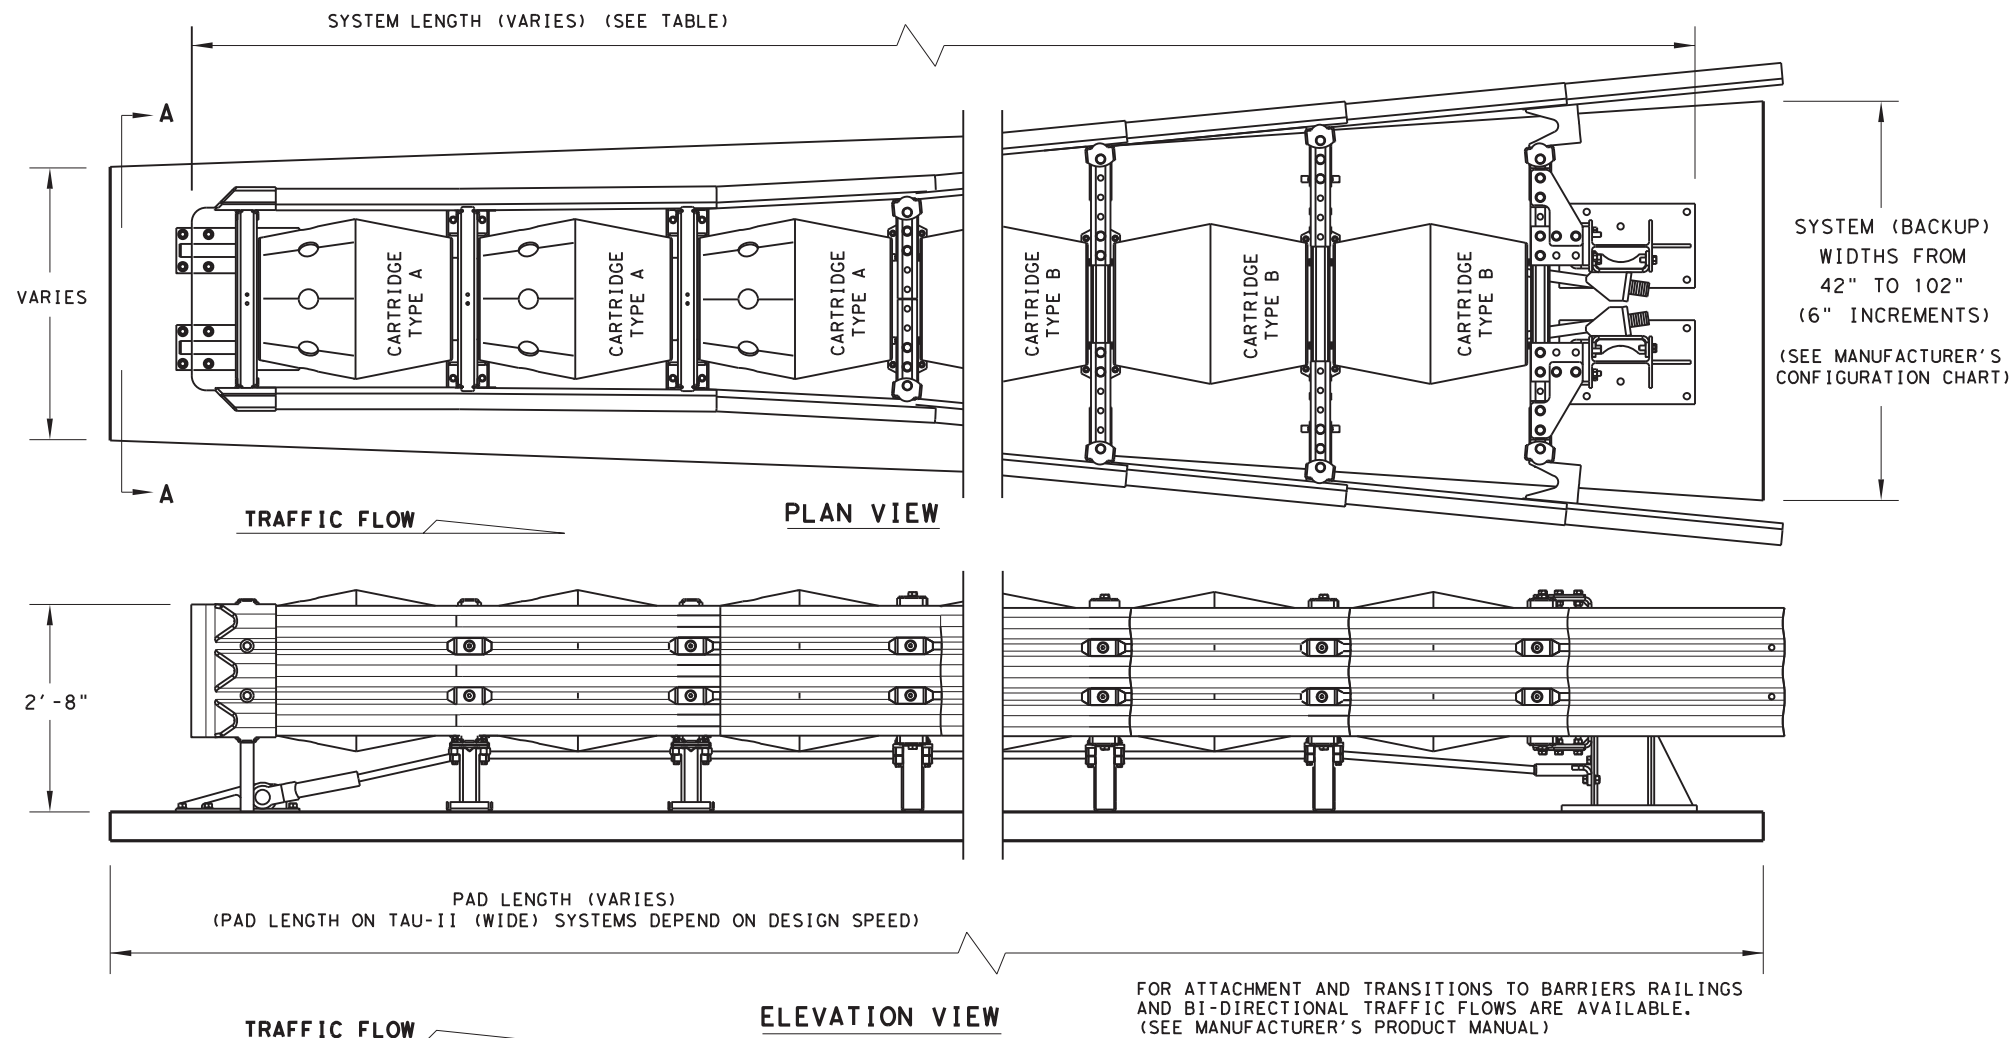 SYSTEM LENGTH (VARIES) (SEE TABLE)
A
VARIES
CARTRIDGE
TYPE A
CARTRIDGE
TYPE A
CARTRIDGE
TYPE A
CARTRIDGE
TYPE B
CARTRIDGE
TYPE B
CARTRIDGE
TYPE B
SYSTEM (BACKUP)
WIDTHS FROM
42" TO 102"
(6" INCREMENTS)
(SEE MANUFACTURER'S
CONFIGURATION CHART)
A
TRAFFIC FLOW
PLAN VIEW
2'-8"
PAD LENGTH (VARIES)
(PAD LENGTH ON TAU-II (WIDE) SYSTEMS DEPEND ON DESIGN SPEED)
TRAFFIC FLOW
ELEVATION VIEW
FOR ATTACHMENT AND TRANSITIONS TO BARRIERS RAILINGS
AND BI-DIRECTIONAL TRAFFIC FLOWS ARE AVAILABLE.
(SEE MANUFACTURER'S PRODUCT MANUAL)